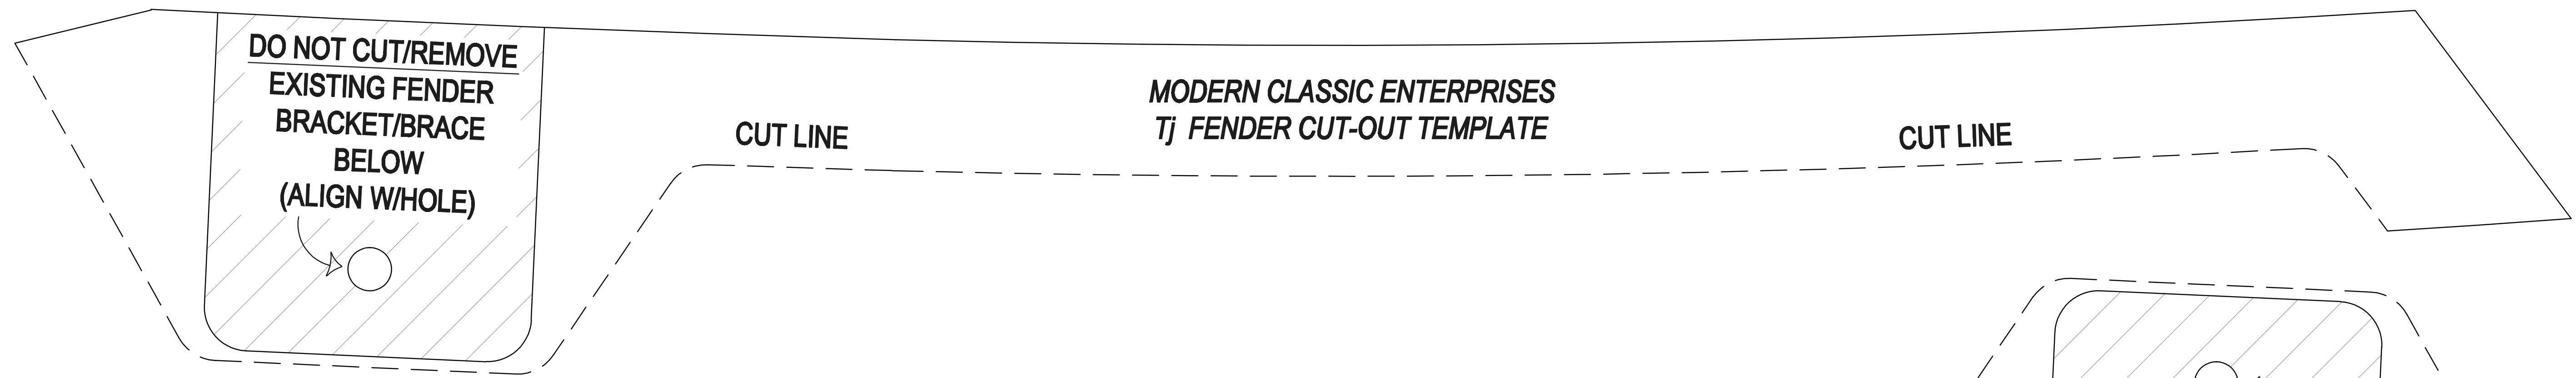 DO NOT CUT/REMOVE
EXISTING FENDER
BRACKET/BRACE
BELOW
(ALIGN W/HOLE)
CUT LINE
MODERN CLASSIC ENTERPRISES
Tj FENDER CUT-OUT TEMPLATE
CUT LINE